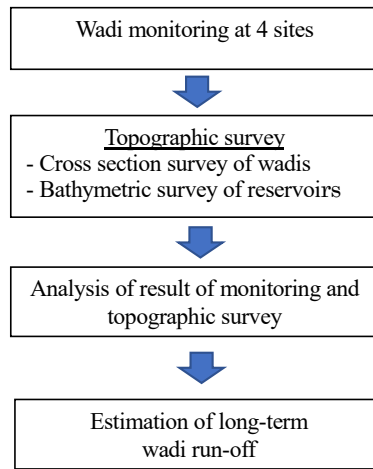 Wadi monitoring at 4 sites
Topographic survey
- Cross section survey of wadis
- Bathymetric survey of reservoirs
Analysis of result of monitoring and
topographic survey
Estimation of long-term
wadi run-off